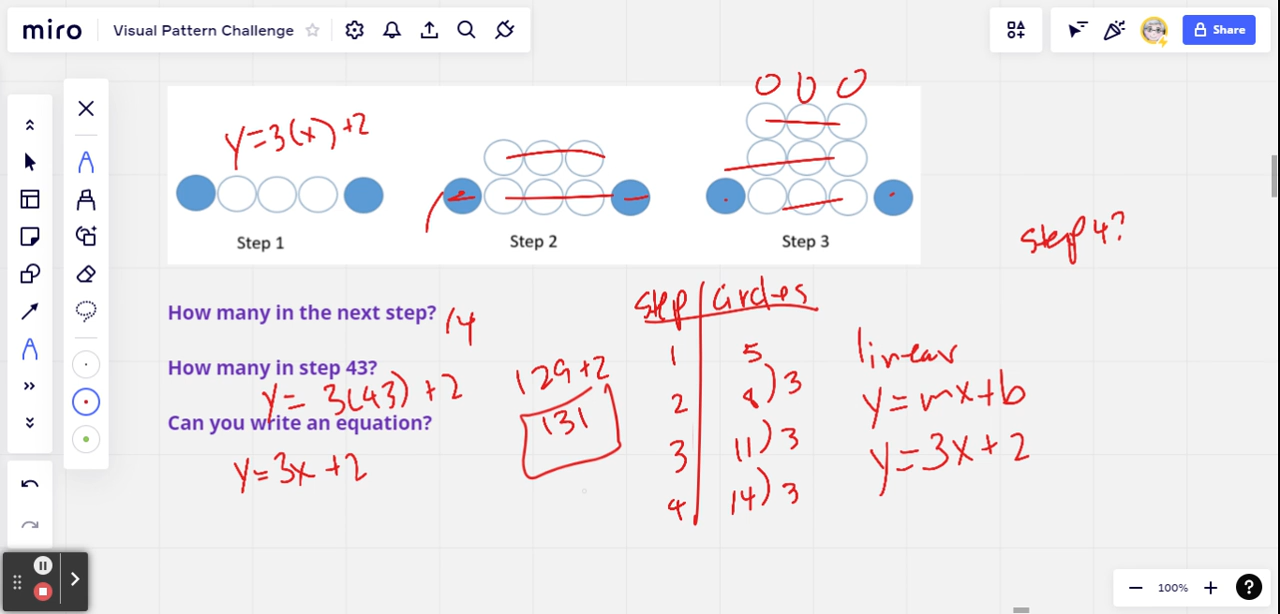 miro
Visual Pattern Challenge
Share
y=3(x)+2
Step 1
Step 2
Step 3
Step 4?
How many in the next step? 14
How many in step 43?
y= 3(43) +2
129+2
131
Can you write an equation?
y=3x+2
step circles
1 5
2 8 )3
3 11 )3
4 14 )3
linear
y=mx+b
y=3x+2
100%
?